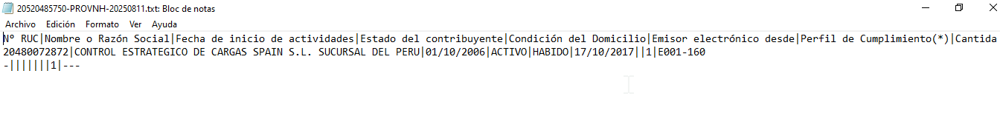 20520485750-PROVNH-20250811.txt: Bloc de notas
Archivo Edición Formato Ver Ayuda
Nº RUC|Nombre o Razón Social|Fecha de inicio de actividades|Estado del contribuyente|Condición del Domicilio|Emisor electrónico desde|Perfil de Cumplimiento(*)|Cantida
20480072872|CONTROL ESTRATEGICO DE CARGAS SPAIN S.L. SUCURSAL DEL PERU|01/10/2006|ACTIVO|HABIDO|17/10/2017||1|E001-160
-|||||||1|---